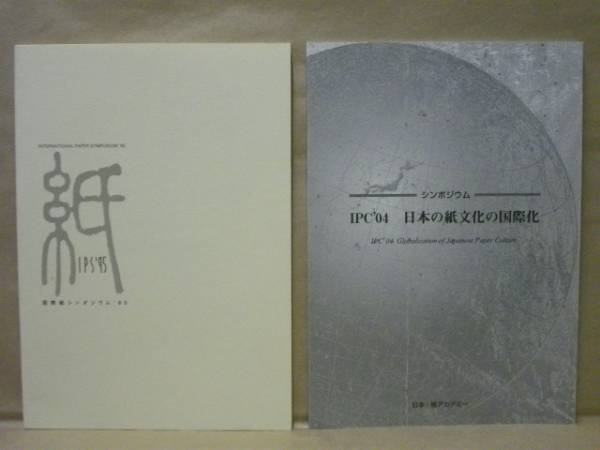 INTERNATIONAL PAPER SYMPOSIUM '95
紙
IPS'95
国際紙シンポジウム'95
シンポジウム
IPC'04 日本の紙文化の国際化
IPC'04 Globalization of Japanese Paper Culture
日本・紙アカデミー